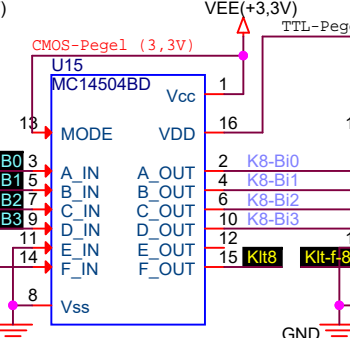 )
VEE(+3,3V)
TTL-Peg
CMOS-Pegel (3,3V)
U15
MC14504BD
1
Vcc
13
MODE
VDD
16
B0 3 A_IN A_OUT 2 K8-Bi0
B1 5 B_IN B_OUT 4 K8-Bi1
B2 7 C_IN C_OUT 6 K8-Bi2
B3 9 D_IN D_OUT 10 K8-Bi3
11 E_IN E_OUT 12
14 F_IN F_OUT 15 Klt8 Klt-f-8
8 Vss
GND